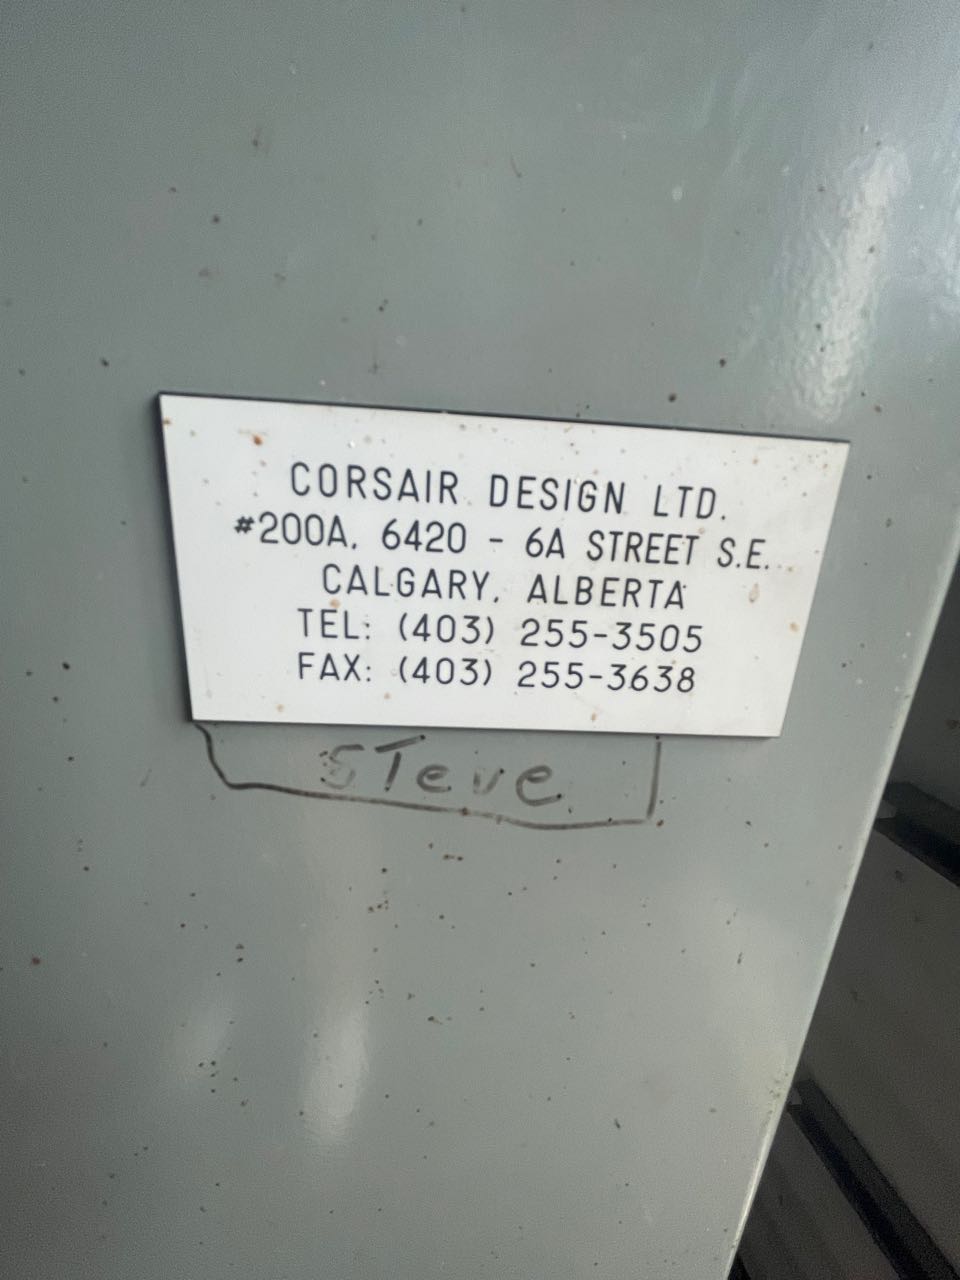 CORSAIR DESIGN LTD.
#200A, 6420 - 6A STREET S.E.
CALGARY, ALBERTA
TEL: (403) 255-3505
FAX: (403) 255-3638
STeve